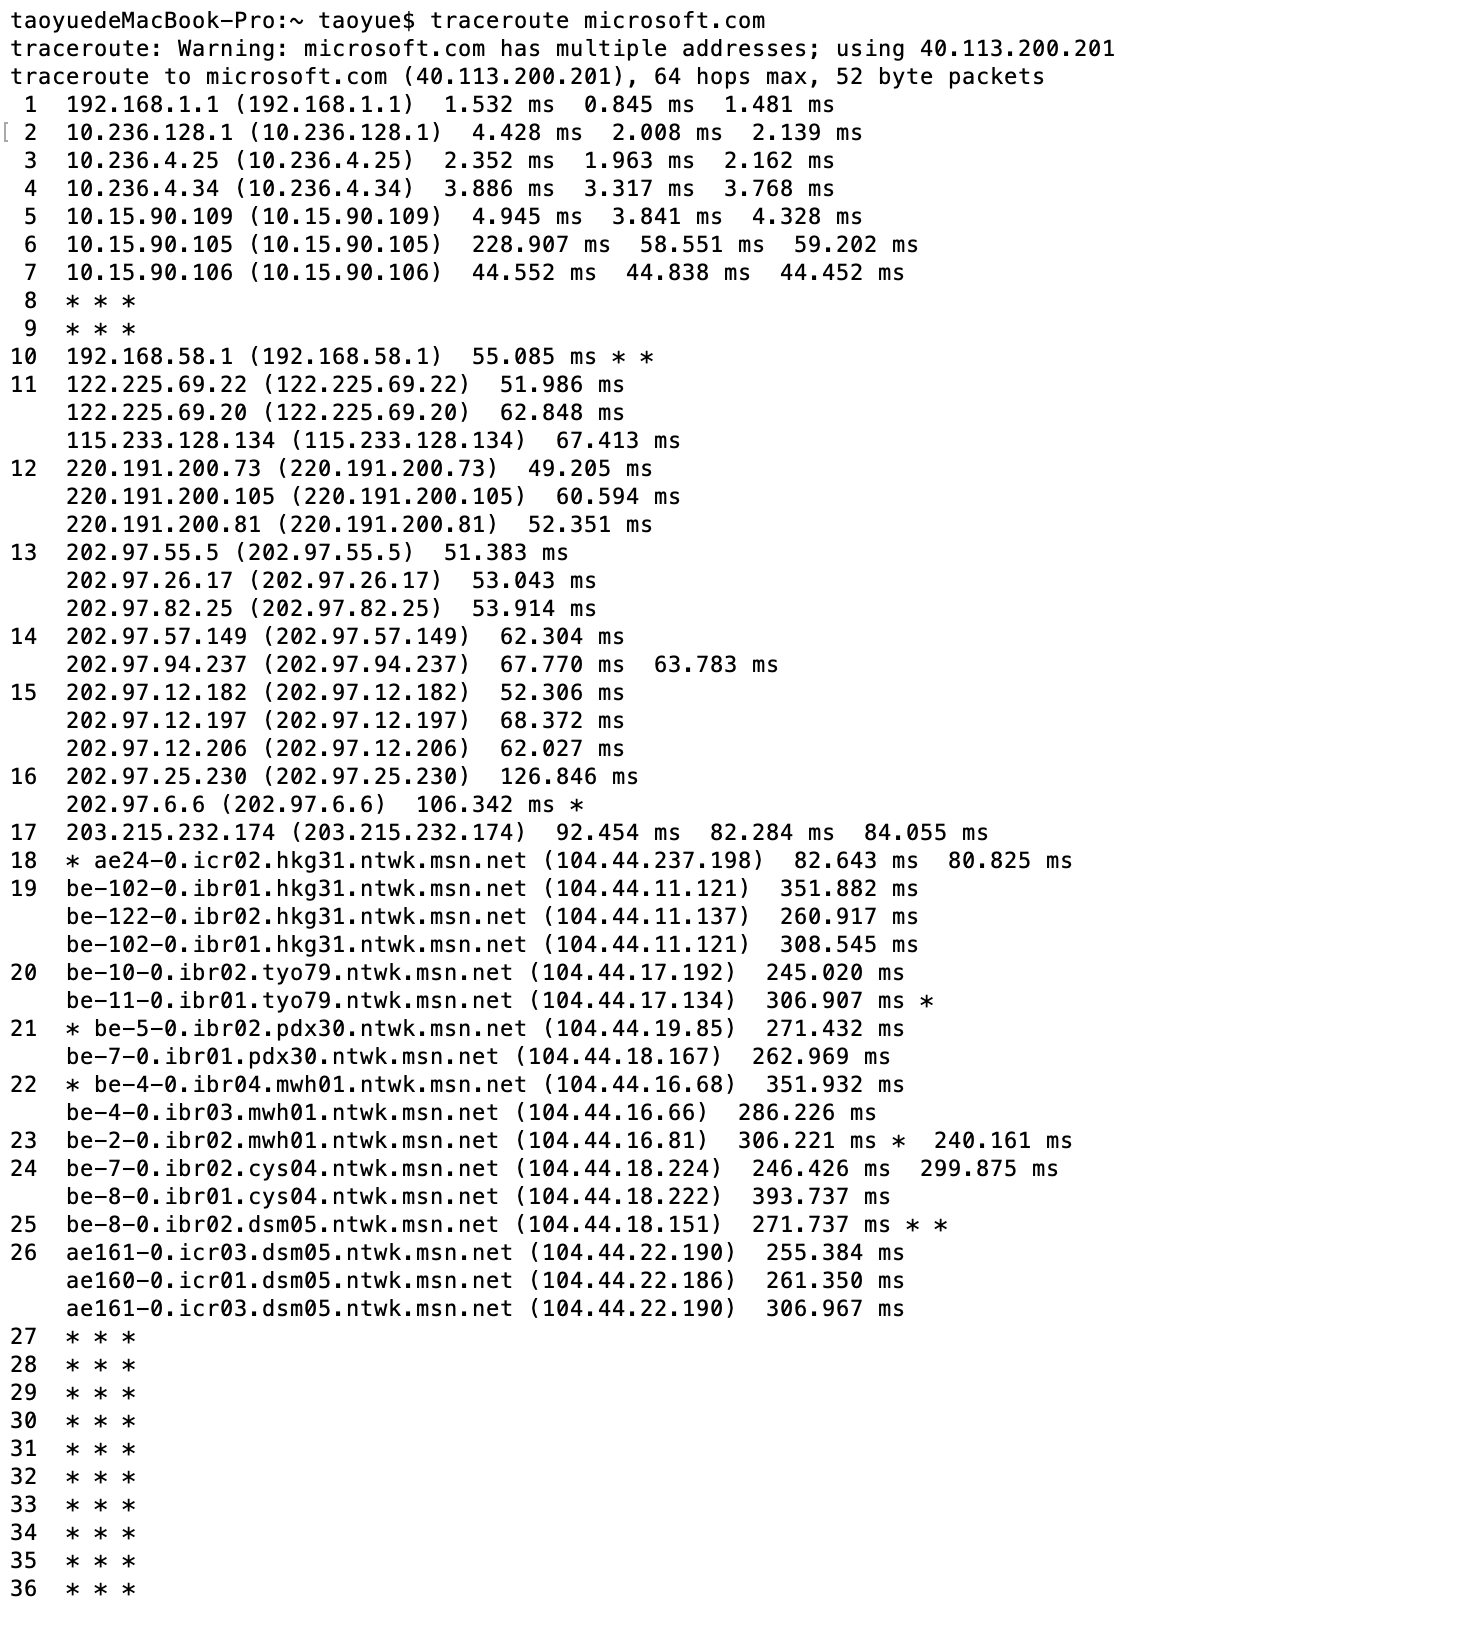 taoyuedeMacBook-Pro:~ taoyue$ traceroute microsoft.com
traceroute: Warning: microsoft.com has multiple addresses; using 40.113.200.201
traceroute to microsoft.com (40.113.200.201), 64 hops max, 52 byte packets
 1  192.168.1.1 (192.168.1.1)  1.532 ms  0.845 ms  1.481 ms
[ 2  10.236.128.1 (10.236.128.1)  4.428 ms  2.008 ms  2.139 ms
 3  10.236.4.25 (10.236.4.25)  2.352 ms  1.963 ms  2.162 ms
 4  10.236.4.34 (10.236.4.34)  3.886 ms  3.317 ms  3.768 ms
 5  10.15.90.109 (10.15.90.109)  4.945 ms  3.841 ms  4.328 ms
 6  10.15.90.105 (10.15.90.105)  228.907 ms  58.551 ms  59.202 ms
 7  10.15.90.106 (10.15.90.106)  44.552 ms  44.838 ms  44.452 ms
 8  * * *
 9  * * *
10  192.168.58.1 (192.168.58.1)  55.085 ms * *
11  122.225.69.22 (122.225.69.22)  51.986 ms
    122.225.69.20 (122.225.69.20)  62.848 ms
    115.233.128.134 (115.233.128.134)  67.413 ms
12  220.191.200.73 (220.191.200.73)  49.205 ms
    220.191.200.105 (220.191.200.105)  60.594 ms
    220.191.200.81 (220.191.200.81)  52.351 ms
13  202.97.55.5 (202.97.55.5)  51.383 ms
    202.97.26.17 (202.97.26.17)  53.043 ms
    202.97.82.25 (202.97.82.25)  53.914 ms
14  202.97.57.149 (202.97.57.149)  62.304 ms
    202.97.94.237 (202.97.94.237)  67.770 ms  63.783 ms
15  202.97.12.182 (202.97.12.182)  52.306 ms
    202.97.12.197 (202.97.12.197)  68.372 ms
    202.97.12.206 (202.97.12.206)  62.027 ms
16  202.97.25.230 (202.97.25.230)  126.846 ms
    202.97.6.6 (202.97.6.6)  106.342 ms *
17  203.215.232.174 (203.215.232.174)  92.454 ms  82.284 ms  84.055 ms
18  * ae24-0.icr02.hkg31.ntwk.msn.net (104.44.237.198)  82.643 ms  80.825 ms
19  be-102-0.ibr01.hkg31.ntwk.msn.net (104.44.11.121)  351.882 ms
    be-122-0.ibr02.hkg31.ntwk.msn.net (104.44.11.137)  260.917 ms
    be-102-0.ibr01.hkg31.ntwk.msn.net (104.44.11.121)  308.545 ms
20  be-10-0.ibr02.tyo79.ntwk.msn.net (104.44.17.192)  245.020 ms
    be-11-0.ibr01.tyo79.ntwk.msn.net (104.44.17.134)  306.907 ms *
21  * be-5-0.ibr02.pdx30.ntwk.msn.net (104.44.19.85)  271.432 ms
    be-7-0.ibr01.pdx30.ntwk.msn.net (104.44.18.167)  262.969 ms
22  * be-4-0.ibr04.mwh01.ntwk.msn.net (104.44.16.68)  351.932 ms
    be-4-0.ibr03.mwh01.ntwk.msn.net (104.44.16.66)  286.226 ms
23  be-2-0.ibr02.mwh01.ntwk.msn.net (104.44.16.81)  306.221 ms *  240.161 ms
24  be-7-0.ibr02.cys04.ntwk.msn.net (104.44.18.224)  246.426 ms  299.875 ms
    be-8-0.ibr01.cys04.ntwk.msn.net (104.44.18.222)  393.737 ms
25  be-8-0.ibr02.dsm05.ntwk.msn.net (104.44.18.151)  271.737 ms * *
26  ae161-0.icr03.dsm05.ntwk.msn.net (104.44.22.190)  255.384 ms
    ae160-0.icr01.dsm05.ntwk.msn.net (104.44.22.186)  261.350 ms
    ae161-0.icr03.dsm05.ntwk.msn.net (104.44.22.190)  306.967 ms
27  * * *
28  * * *
29  * * *
30  * * *
31  * * *
32  * * *
33  * * *
34  * * *
35  * * *
36  * * *